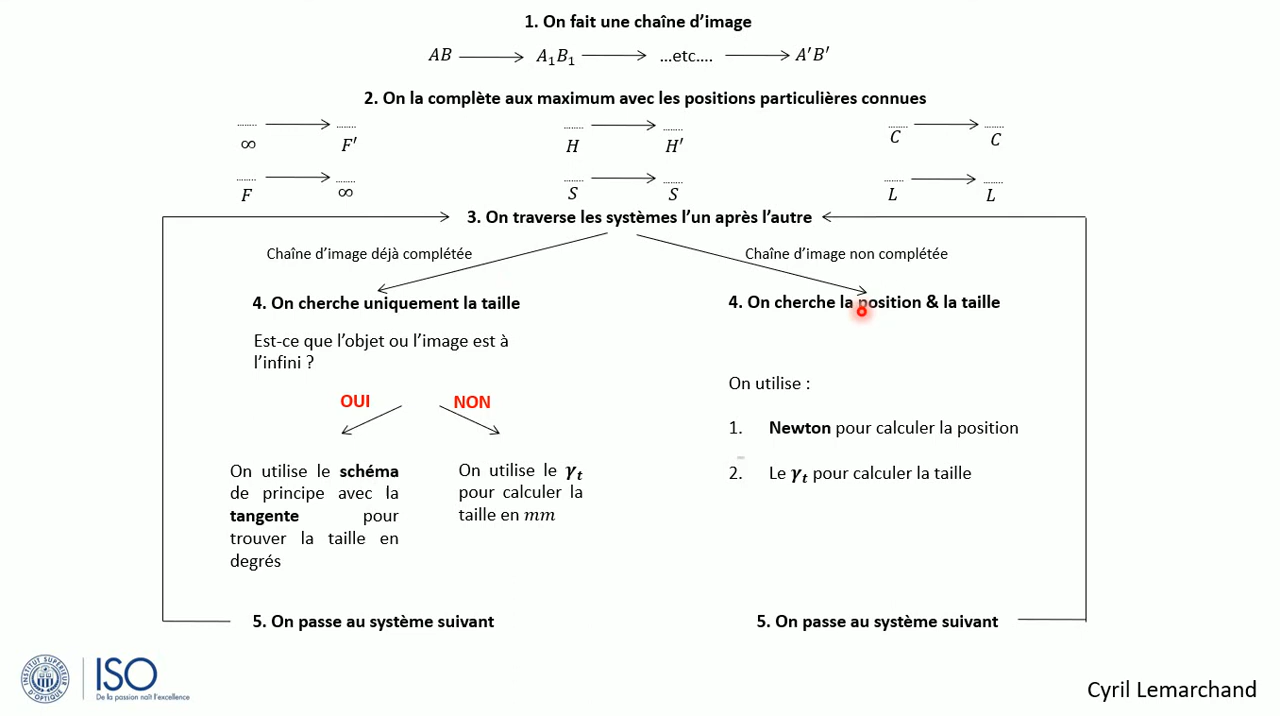 1. On fait une chaîne d’image
AB A₁B₁ …etc…. A′B′
2. On la complète aux maximum avec les positions particulières connues
........ ........ ........ ........ ........ ........
∞ F′ H H′ C C
........ ........ ........ ........ ........ ........
F ∞ S S L L
3. On traverse les systèmes l’un après l’autre
Chaîne d’image déjà complétée
Chaîne d’image non complétée
4. On cherche uniquement la taille
Est-ce que l’objet ou l’image est à
l’infini ?
OUI NON
On utilise le schéma
de principe avec la
tangente pour
trouver la taille en
degrés
On utilise le γₜ
pour calculer la
taille en mm
5. On passe au système suivant
4. On cherche la position & la taille
On utilise :
1. Newton pour calculer la position
2. Le γₜ pour calculer la taille
5. On passe au système suivant
INSTITUT SUPÉRIEUR D'OPTIQUE
ISO
De la passion naît l'excellence
Cyril Lemarchand